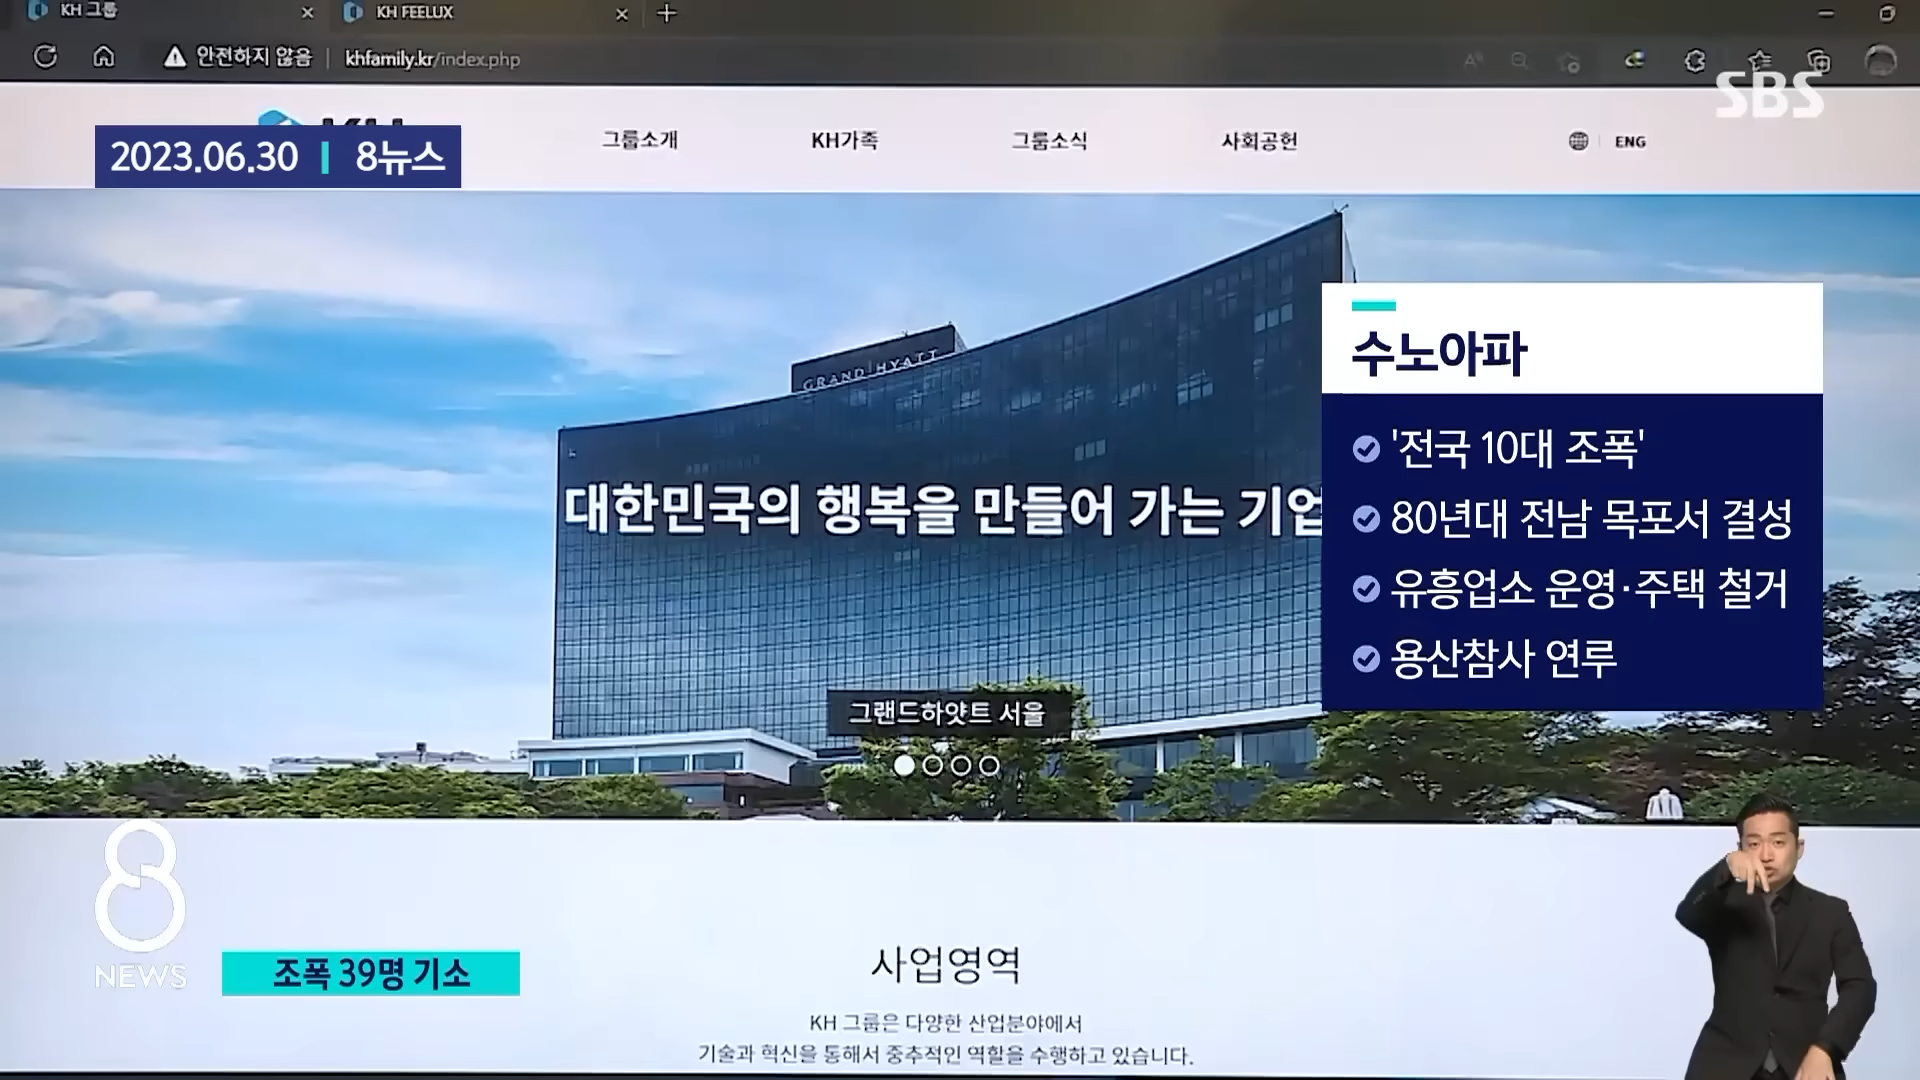 KH 그룹
KH FEELUX
안전하지 않음
khfamily.kr/index.php
SBS
2023.06.30 | 8뉴스
그룹소개
KH가족
그룹소식
사회공헌
ENG
GRAND HYATT
수노아파
'전국 10대 조폭'
80년대 전남 목포서 결성
유흥업소 운영·주택 철거
용산참사 연루
대한민국의 행복을 만들어 가는 기업
그랜드하얏트 서울
8
NEWS
조폭 39명 기소
사업영역
KH 그룹은 다양한 산업분야에서
기술과 혁신을 통해서 중추적인 역할을 수행하고 있습니다.